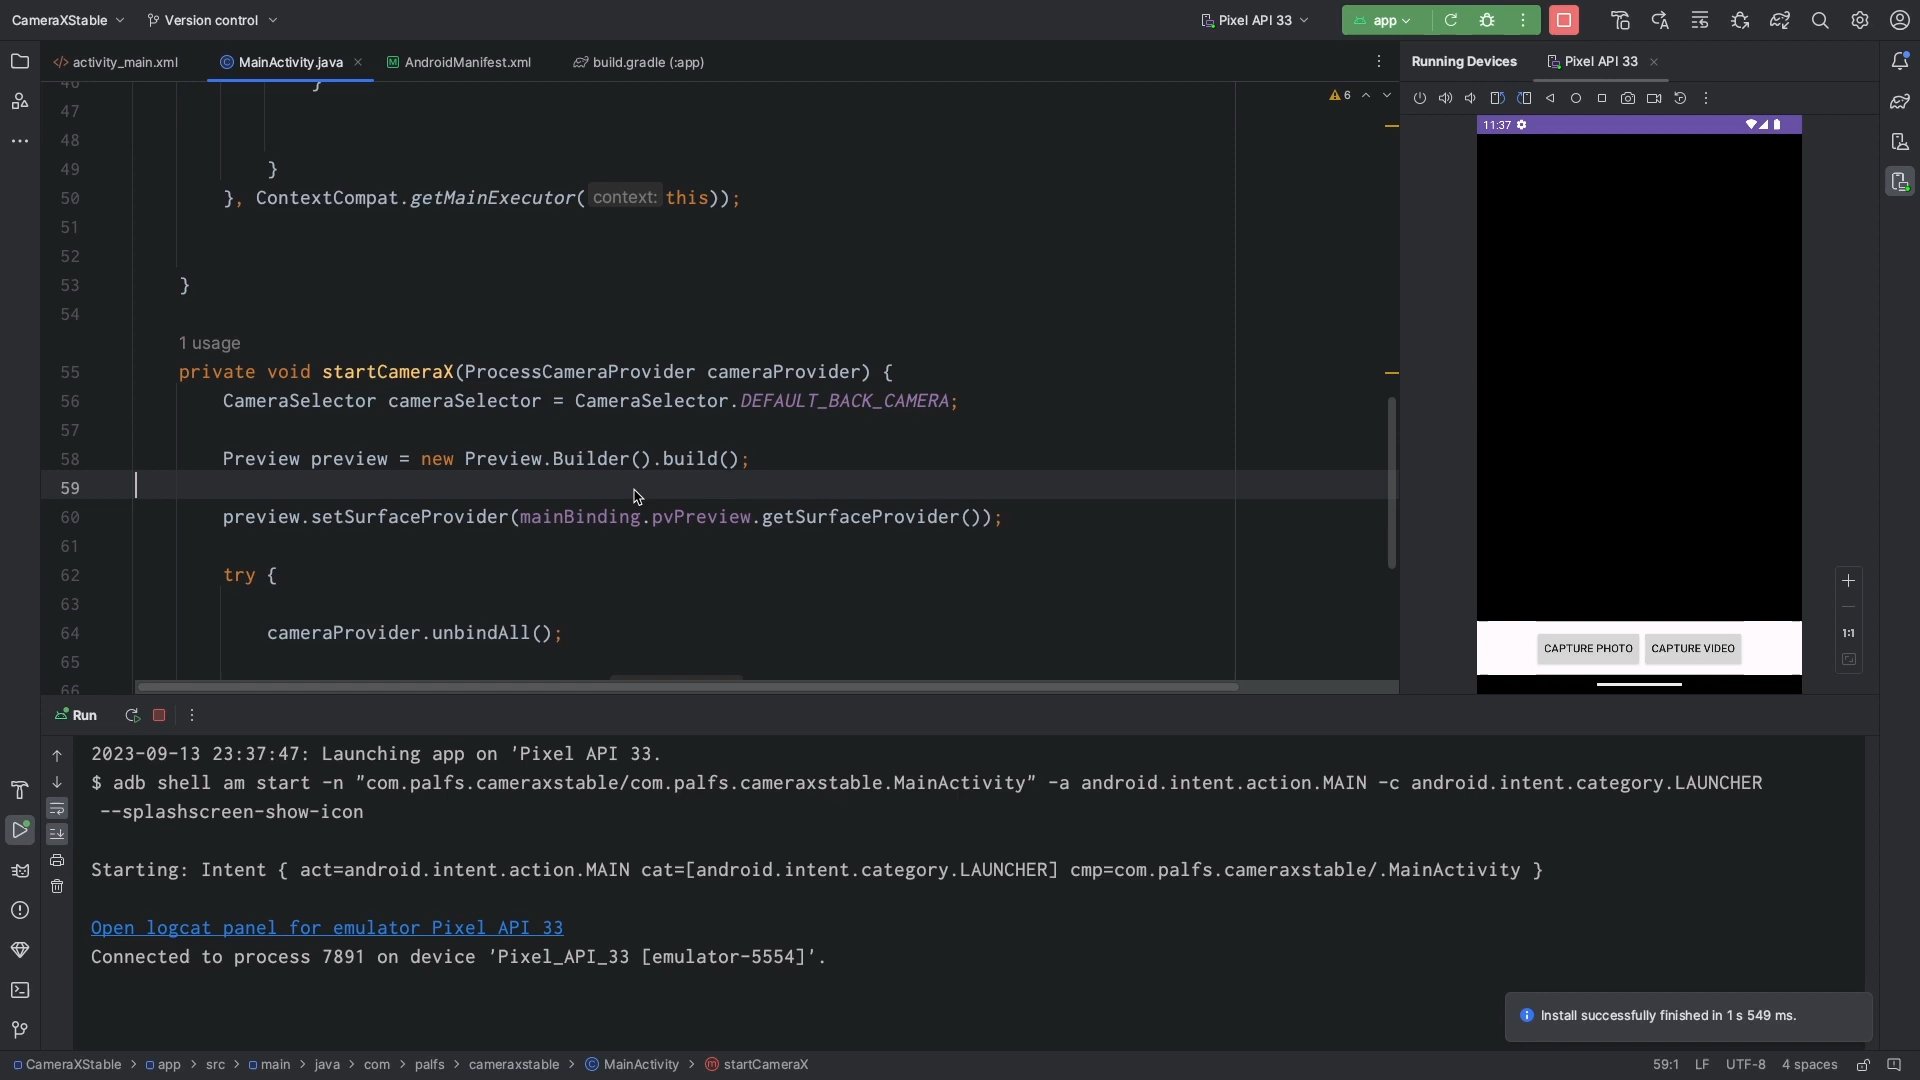 CameraXStable
Version control
Pixel API 33
app
activity_main.xml
MainActivity.java
AndroidManifest.xml
build.gradle (:app)
Running Devices
Pixel API 33
6
11:37
46 }
47
48
49 }
50 }, ContextCompat.getMainExecutor( context: this));
51
52
53 }
54
1 usage
55 private void startCameraX(ProcessCameraProvider cameraProvider) {
56 CameraSelector cameraSelector = CameraSelector.DEFAULT_BACK_CAMERA;
57
58 Preview preview = new Preview.Builder().build();
59
60 preview.setSurfaceProvider(mainBinding.pvPreview.getSurfaceProvider());
61
62 try {
63
64 cameraProvider.unbindAll();
65
66
1:1
CAPTURE PHOTO CAPTURE VIDEO
Run
2023-09-13 23:37:47: Launching app on 'Pixel API 33.
$ adb shell am start -n "com.palfs.cameraxstable/com.palfs.cameraxstable.MainActivity" -a android.intent.action.MAIN -c android.intent.category.LAUNCHER
--splashscreen-show-icon
Starting: Intent { act=android.intent.action.MAIN cat=[android.intent.category.LAUNCHER] cmp=com.palfs.cameraxstable/.MainActivity }
Open logcat panel for emulator Pixel API 33
Connected to process 7891 on device 'Pixel_API_33 [emulator-5554]'.
Install successfully finished in 1 s 549 ms.
CameraXStable > app > src > main > java > com > palfs > cameraxstable > MainActivity > startCameraX
59:1 LF UTF-8 4 spaces